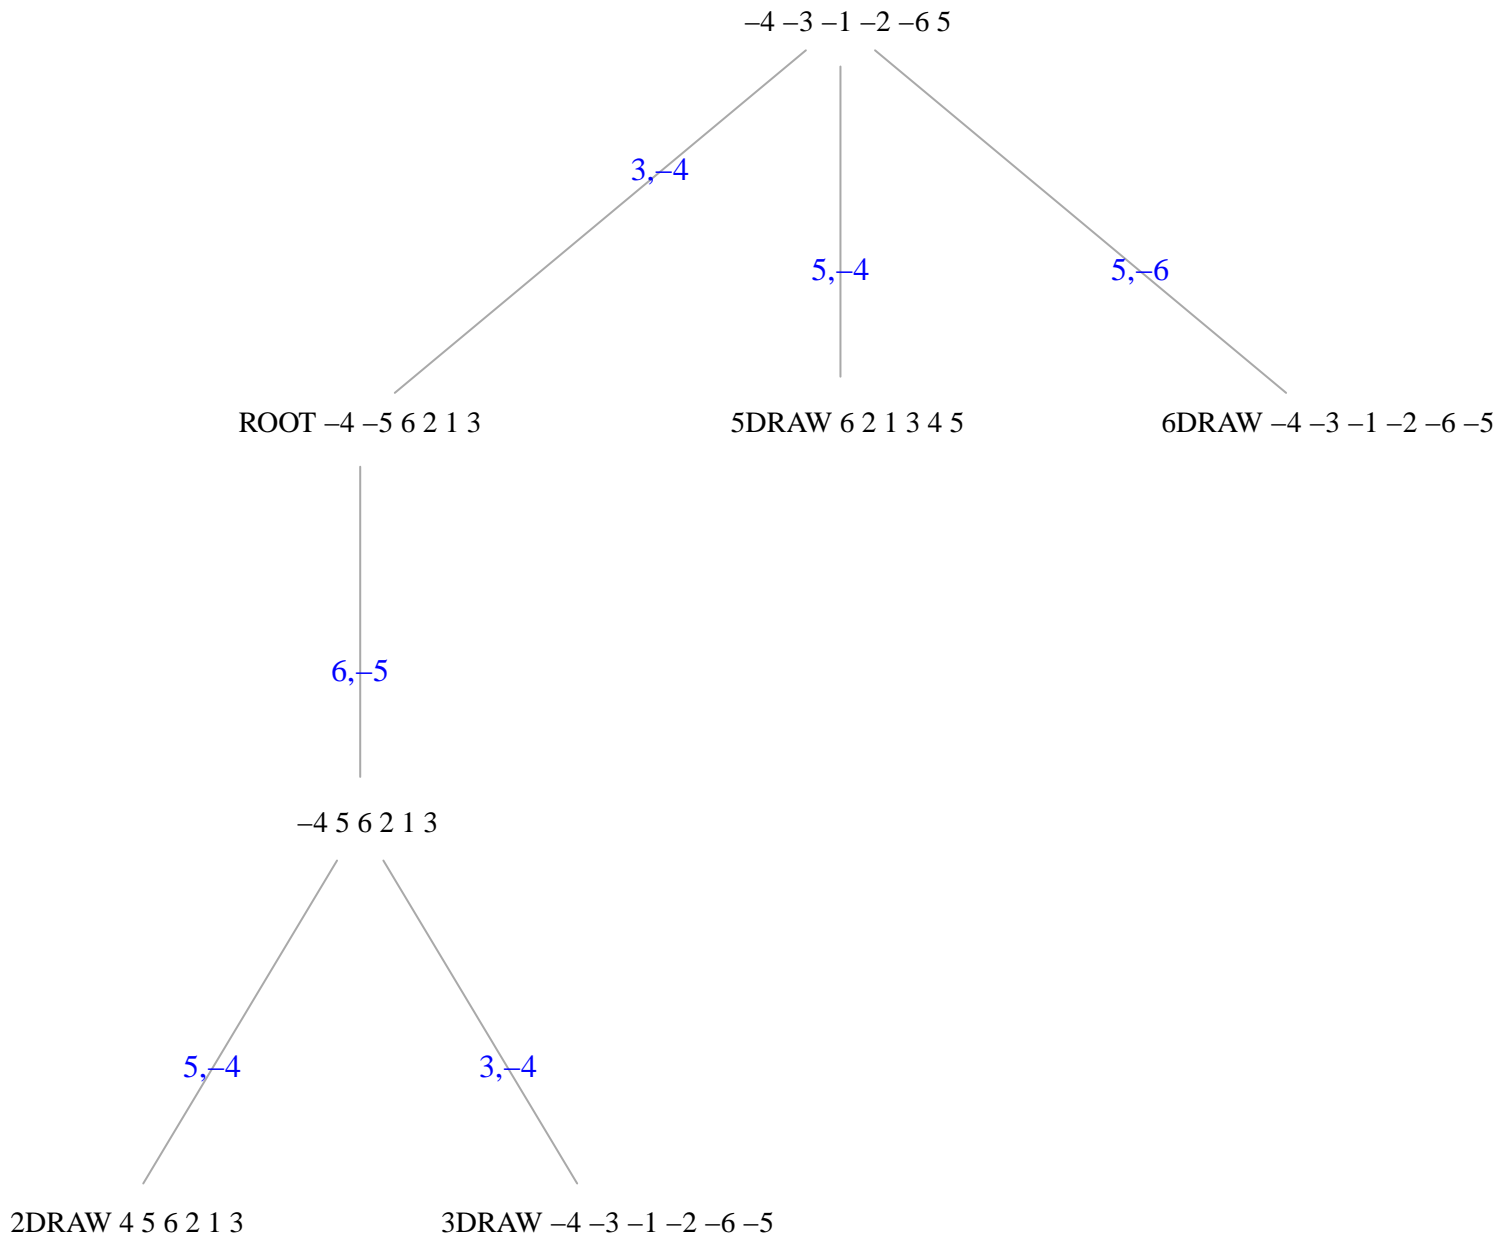 –4 –3 –1 –2 –6 5
3,–4
5,–4
5,–6
ROOT –4 –5 6 2 1 3
5DRAW 6 2 1 3 4 5
6DRAW –4 –3 –1 –2 –6 –5
6,–5
–4 5 6 2 1 3
5,–4
3,–4
2DRAW 4 5 6 2 1 3
3DRAW –4 –3 –1 –2 –6 –5